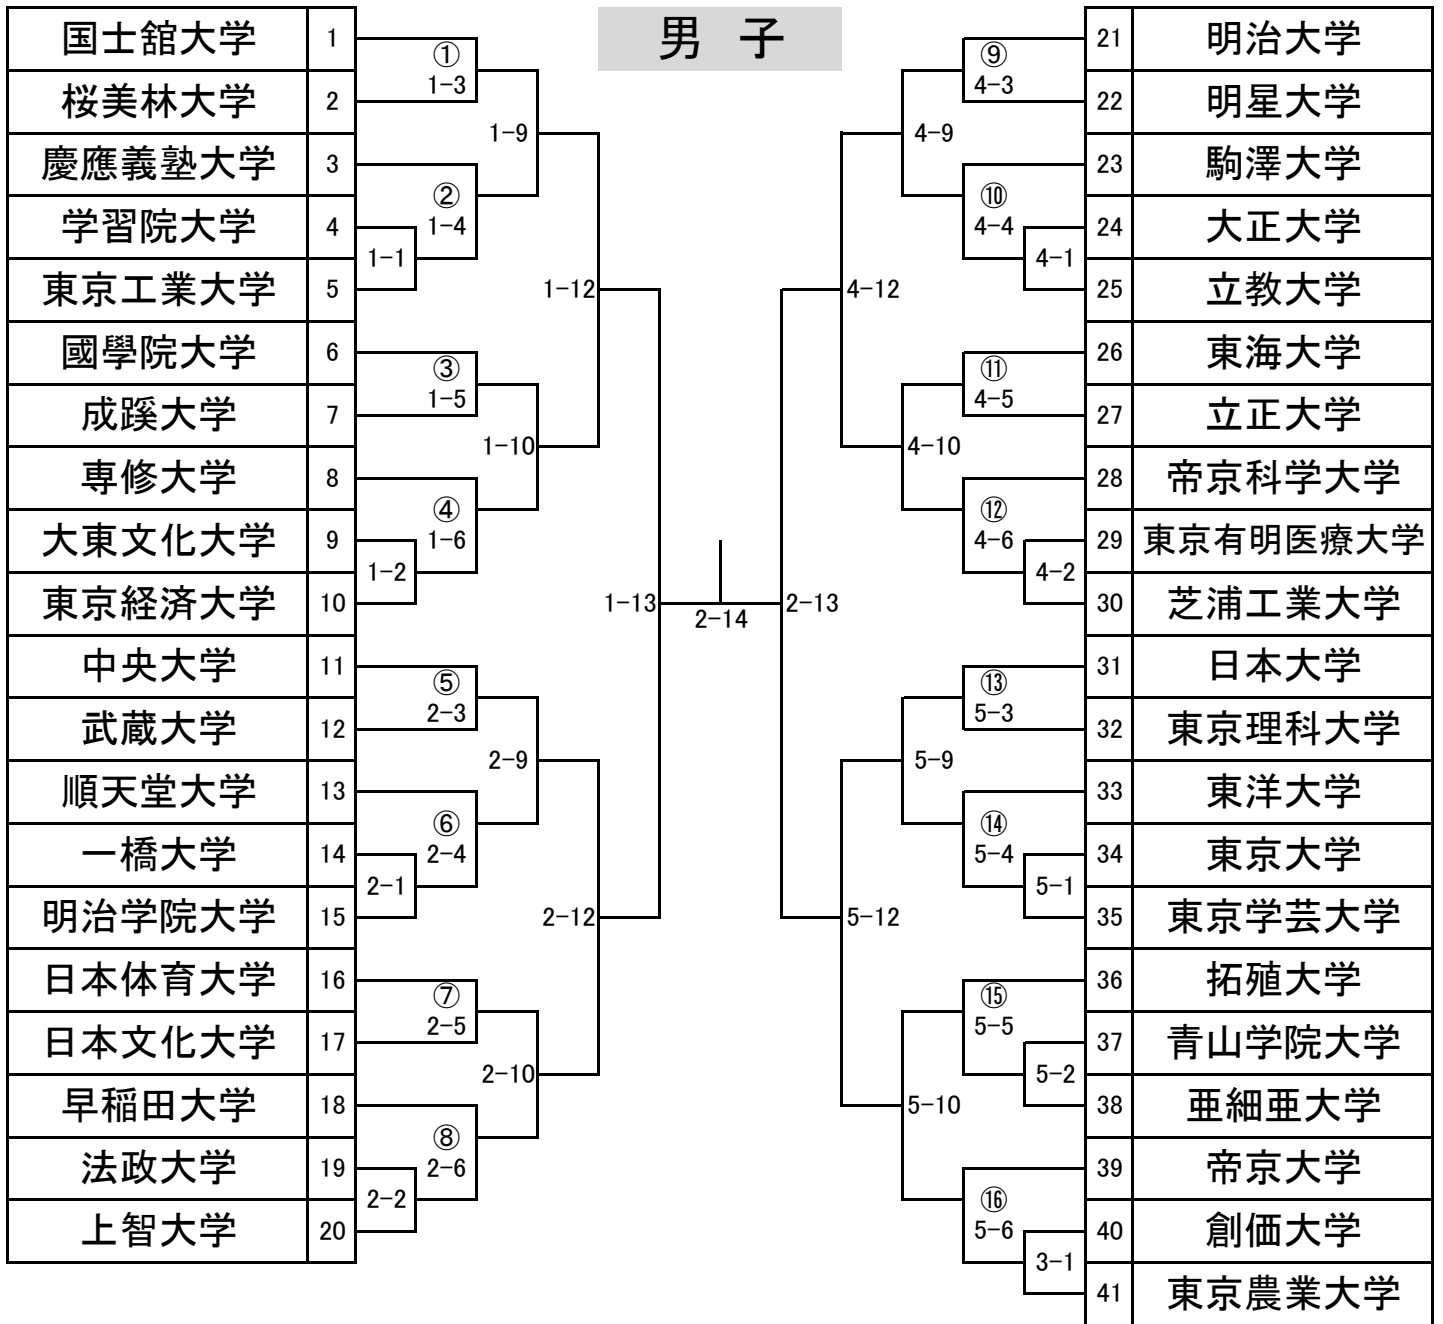 男 子
国士舘大学 1
桜美林大学 2
慶應義塾大学 3
学習院大学 4
東京工業大学 5
國學院大学 6
成蹊大学 7
専修大学 8
大東文化大学 9
東京経済大学 10
中央大学 11
武蔵大学 12
順天堂大学 13
一橋大学 14
明治学院大学 15
日本体育大学 16
日本文化大学 17
早稲田大学 18
法政大学 19
上智大学 20
①
1-3
1-9
②
1-4
1-1
1-12
③
1-5
1-10
④
1-6
1-2
1-13
⑤
2-3
2-9
⑥
2-4
2-1
2-12
⑦
2-5
2-10
⑧
2-6
2-2
2-14
2-13
⑨
4-3
4-9
⑩
4-4
4-1
4-12
⑪
4-5
4-10
⑫
4-6
4-2
⑬
5-3
5-9
⑭
5-4
5-1
5-12
⑮
5-5
5-2
5-10
⑯
5-6
3-1
21 明治大学
22 明星大学
23 駒澤大学
24 大正大学
25 立教大学
26 東海大学
27 立正大学
28 帝京科学大学
29 東京有明医療大学
30 芝浦工業大学
31 日本大学
32 東京理科大学
33 東洋大学
34 東京大学
35 東京学芸大学
36 拓殖大学
37 青山学院大学
38 亜細亜大学
39 帝京大学
40 創価大学
41 東京農業大学